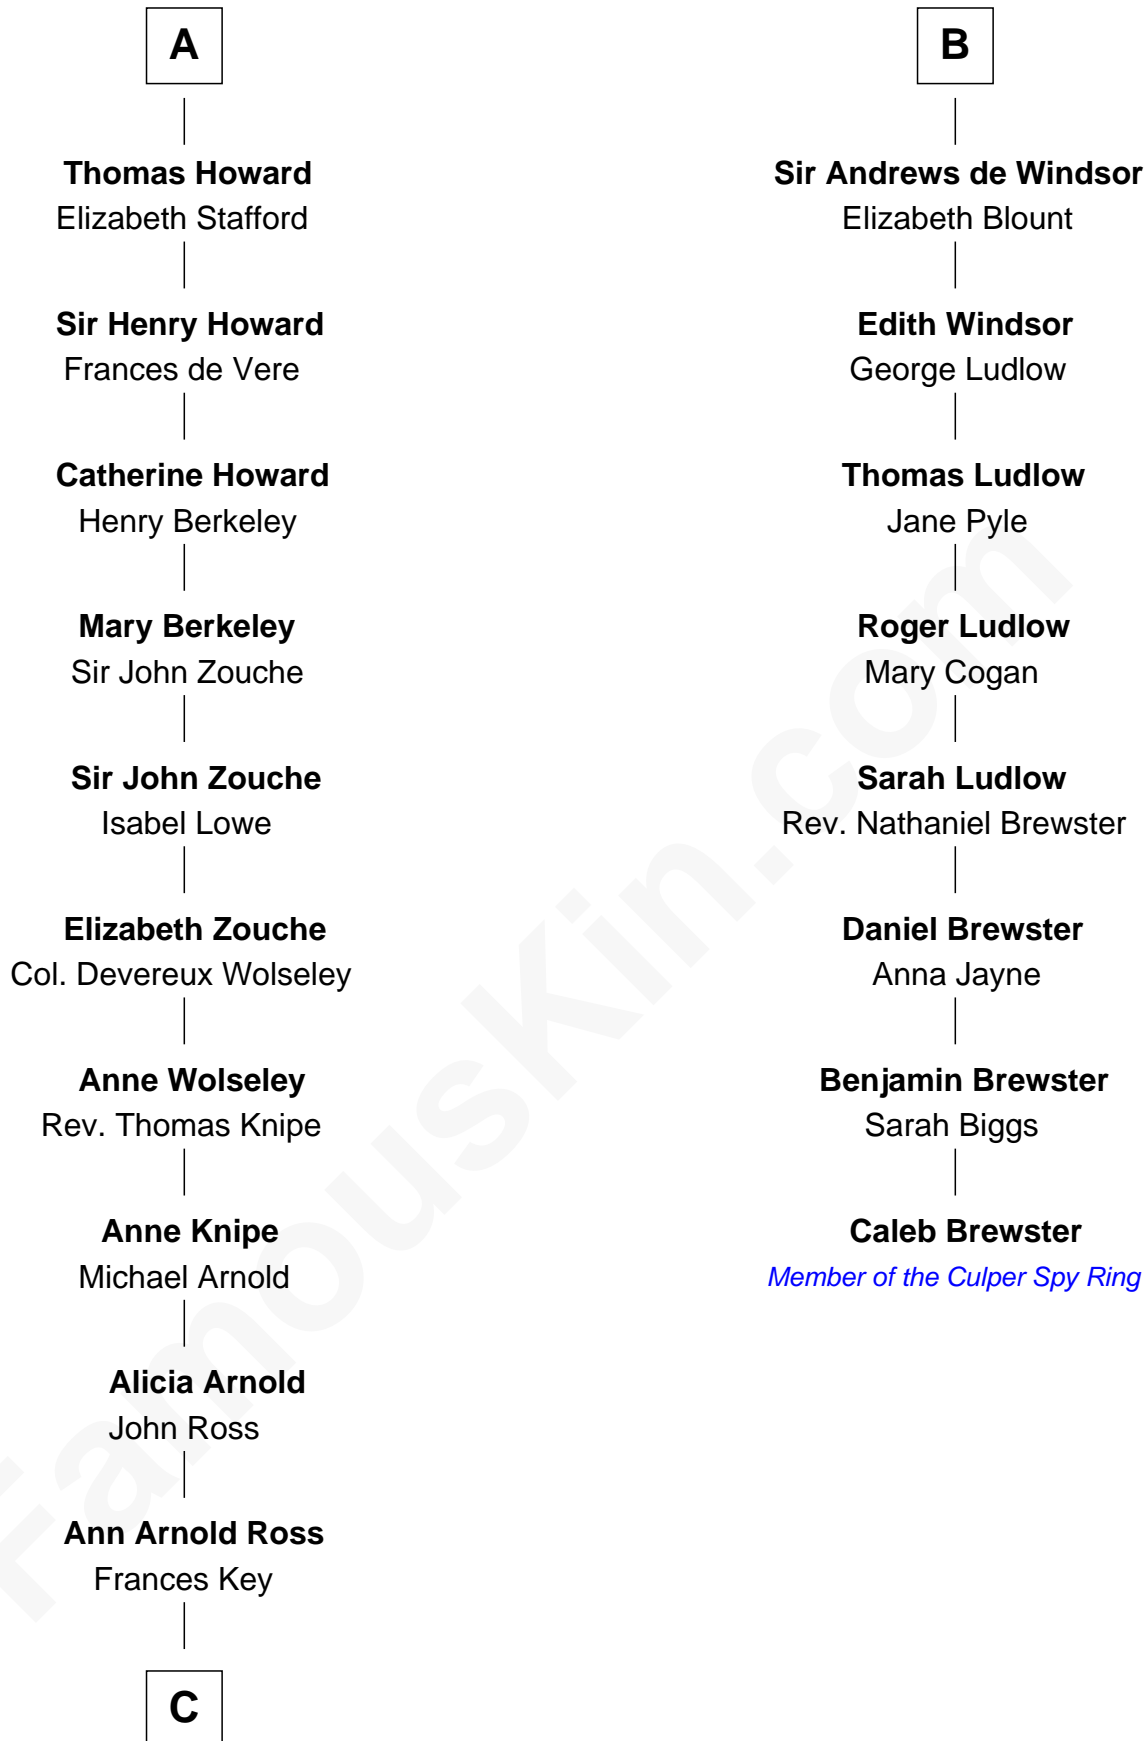 A
Thomas Howard
Elizabeth Stafford
Sir Henry Howard
Frances de Vere
Catherine Howard
Henry Berkeley
Mary Berkeley
Sir John Zouche
Sir John Zouche
Isabel Lowe
Elizabeth Zouche
Col. Devereux Wolseley
Anne Wolseley
Rev. Thomas Knipe
Anne Knipe
Michael Arnold
Alicia Arnold
John Ross
Ann Arnold Ross
Frances Key
C
B
Sir Andrews de Windsor
Elizabeth Blount
Edith Windsor
George Ludlow
Thomas Ludlow
Jane Pyle
Roger Ludlow
Mary Cogan
Sarah Ludlow
Rev. Nathaniel Brewster
Daniel Brewster
Anna Jayne
Benjamin Brewster
Sarah Biggs
Caleb Brewster
Member of the Culper Spy Ring
FamousKin.com